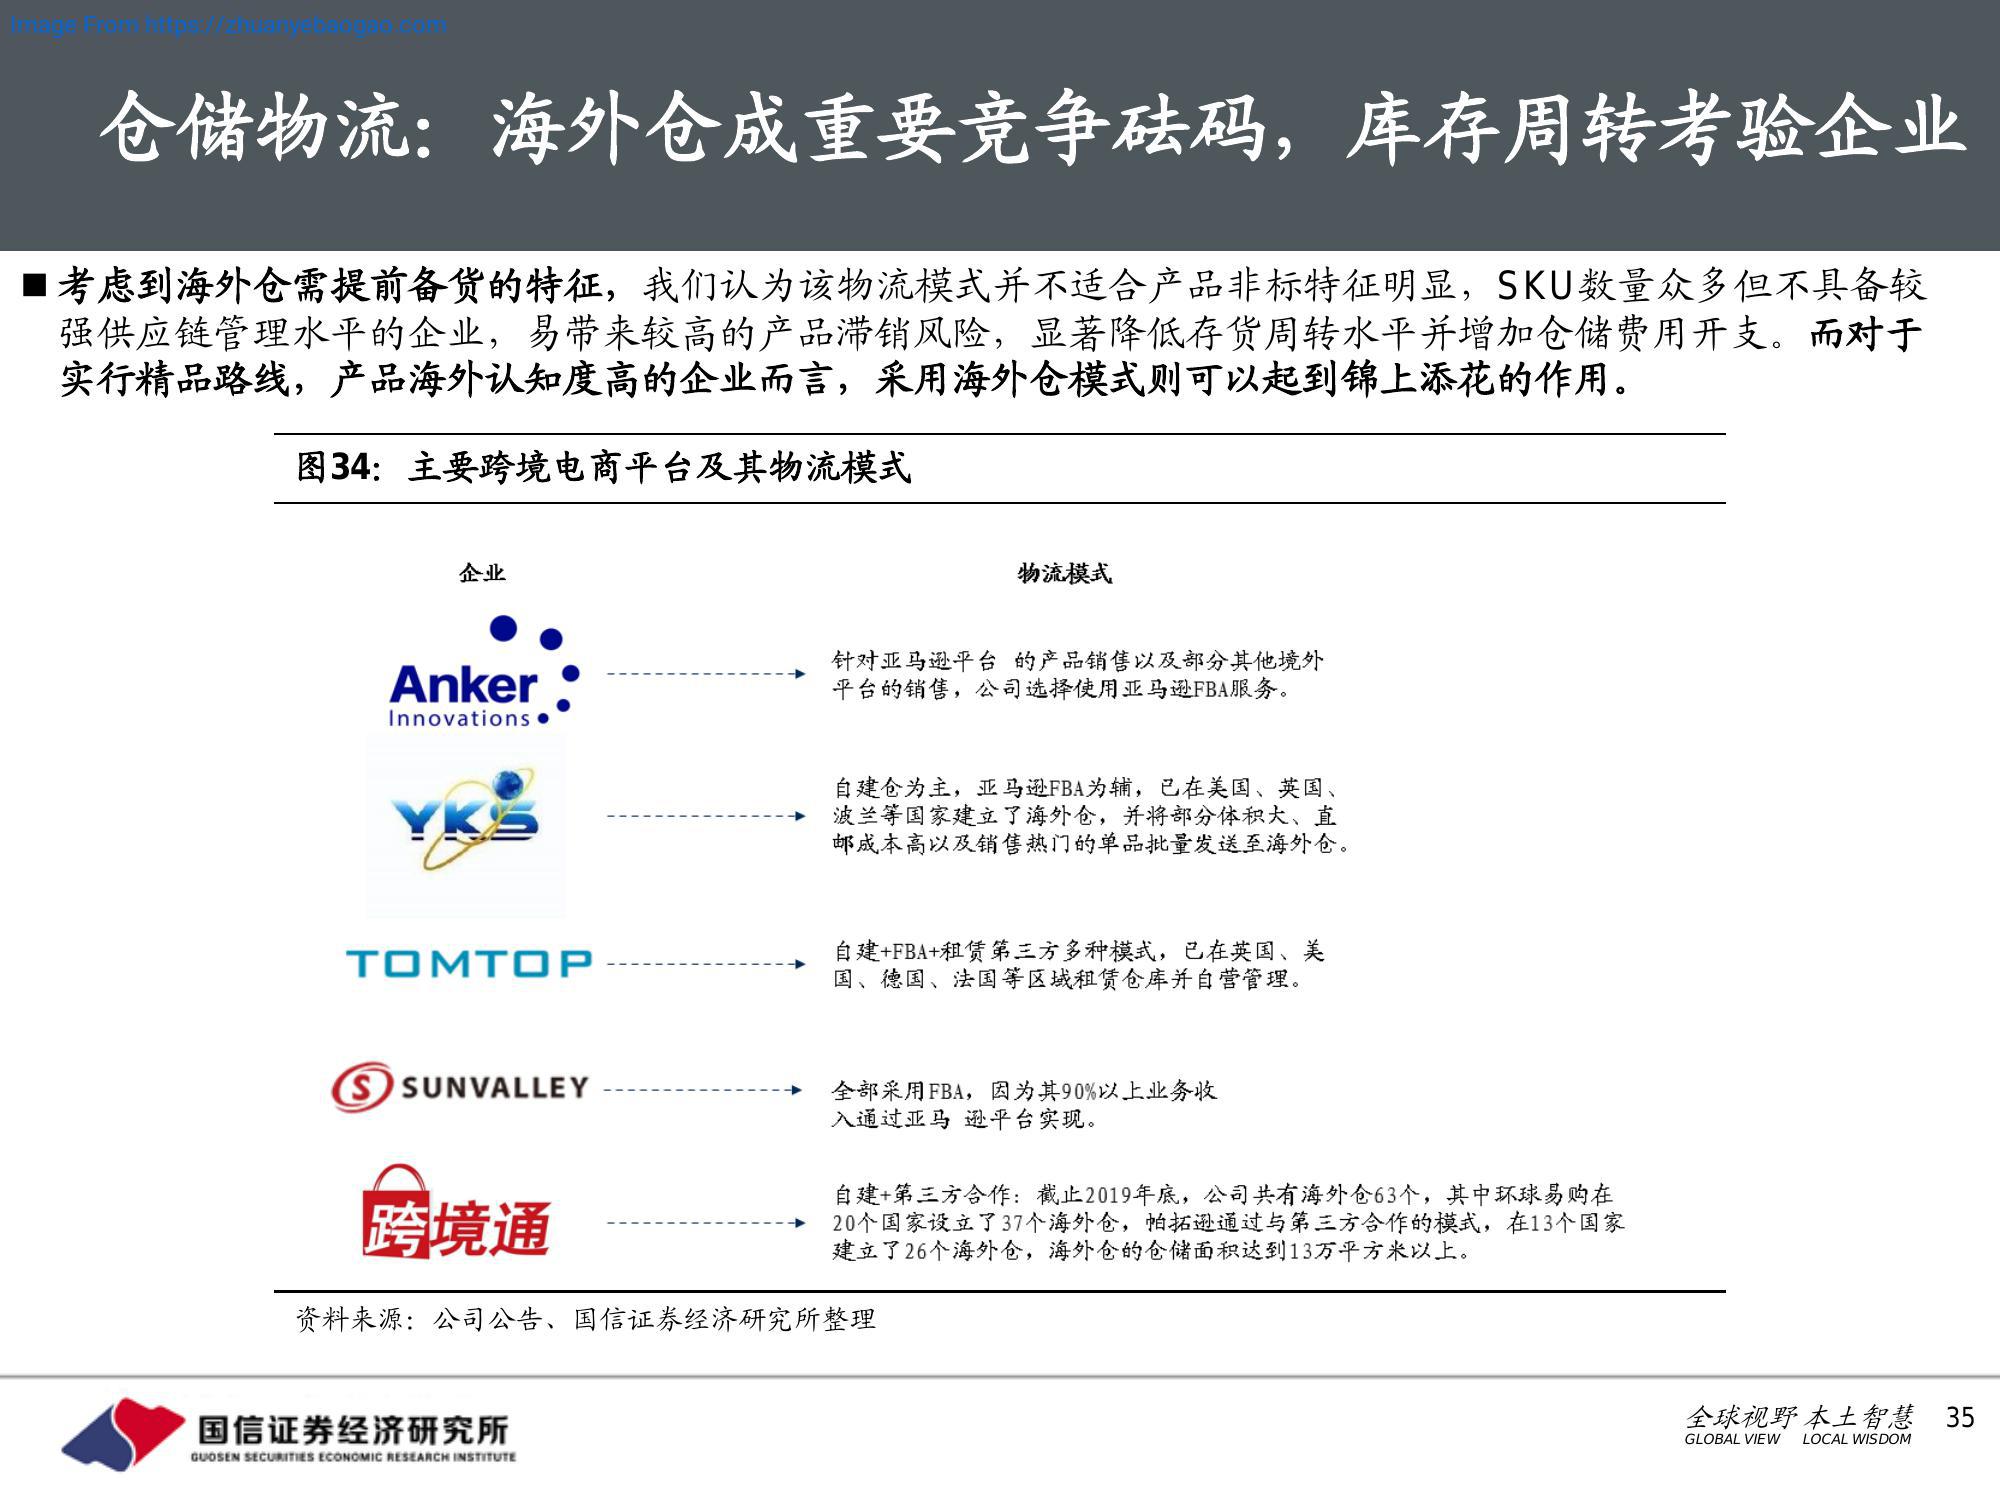 Image From https://zhuanyebaogao.com
仓储物流：海外仓成重要竞争砝码，库存周转考验企业
■考虑到海外仓需提前备货的特征，我们认为该物流模式并不适合产品非标特征明显，SKU数量众多但不具备较
强供应链管理水平的企业，易带来较高的产品滞销风险，显著降低存货周转水平并增加仓储费用开支。而对于
实行精品路线，产品海外认知度高的企业而言，采用海外仓模式则可以起到锦上添花的作用。
图34：主要跨境电商平台及其物流模式
企业 物流模式
Anker
Innovations
针对亚马逊平台 的产品销售以及部分其他境外
平台的销售，公司选择使用亚马逊FBA服务。
YKS
自建仓为主，亚马逊FBA为辅，已在美国、英国、
波兰等国家建立了海外仓，并将部分体积大、直
邮成本高以及销售热门的单品批量发送至海外仓。
TOMTOP
自建+FBA+租赁第三方多种模式，已在英国、美
国、德国、法国等区域租赁仓库并自营管理。
SUNVALLEY
全部采用FBA，因为其90%以上业务收
入通过亚马 逊平台实现。
跨境通
自建+第三方合作：截止2019年底，公司共有海外仓63个，其中环球易购在
20个国家设立了37个海外仓，帕拓逊通过与第三方合作的模式，在13个国家
建立了26个海外仓，海外仓的仓储面积达到13万平方米以上。
资料来源：公司公告、国信证券经济研究所整理
国信证券经济研究所
GUOSEN SECURITIES ECONOMIC RESEARCH INSTITUTE
全球视野 本土智慧 35
GLOBAL VIEW LOCAL WISDOM